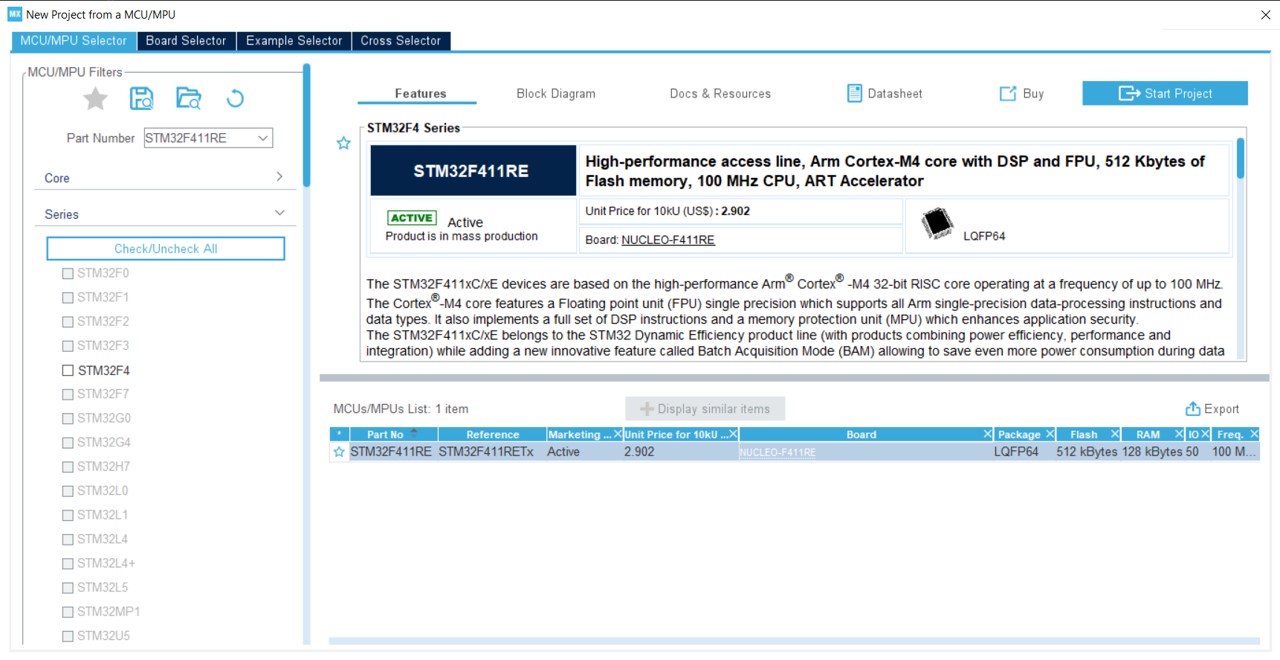 MX New Project from a MCU/MPU
MCU/MPU Selector Board Selector Example Selector Cross Selector
MCU/MPU Filters
Part Number STM32F411RE
Core
Series
Check/Uncheck All
STM32F0
STM32F1
STM32F2
STM32F3
STM32F4
STM32F7
STM32G0
STM32G4
STM32H7
STM32L0
STM32L1
STM32L4
STM32L4+
STM32L5
STM32MP1
STM32U5
Features Block Diagram Docs & Resources Datasheet Buy Start Project
STM32F4 Series
STM32F411RE
High-performance access line, Arm Cortex-M4 core with DSP and FPU, 512 Kbytes of
Flash memory, 100 MHz CPU, ART Accelerator
ACTIVE Active
Product is in mass production
Unit Price for 10kU (US$) : 2.902
Board: NUCLEO-F411RE
LQFP64
The STM32F411xC/xE devices are based on the high-performance Arm® Cortex® -M4 32-bit RISC core operating at a frequency of up to 100 MHz.
The Cortex®-M4 core features a Floating point unit (FPU) single precision which supports all Arm single-precision data-processing instructions and
data types. It also implements a full set of DSP instructions and a memory protection unit (MPU) which enhances application security.
The STM32F411xC/xE belongs to the STM32 Dynamic Efficiency product line (with products combining power efficiency, performance and
integration) while adding a new innovative feature called Batch Acquisition Mode (BAM) allowing to save even more power consumption during data
MCUs/MPUs List: 1 item Display similar items Export
* Part No Reference Marketing ... Unit Price for 10kU ... Board Package Flash RAM IO Freq.
STM32F411RE STM32F411RETx Active 2.902 NUCLEO-F411RE LQFP64 512 kBytes 128 kBytes 50 100 M...